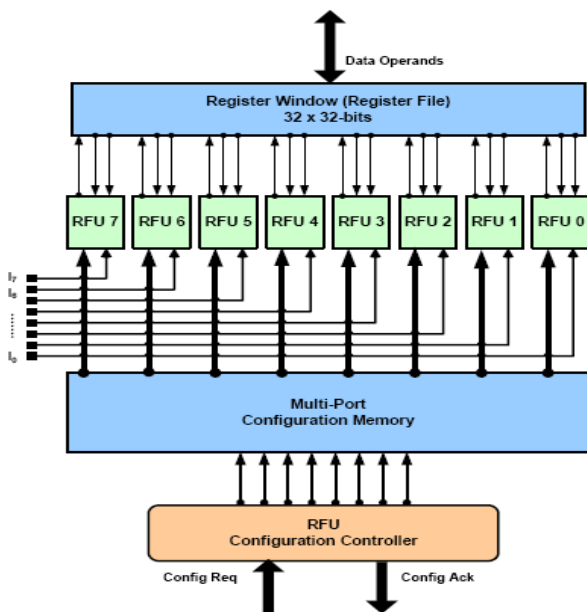 Data Operands
Register Window (Register File)
32 x 32-bits
RFU 7 RFU 6 RFU 5 RFU 4 RFU 3 RFU 2 RFU 1 RFU 0
I7
I6
......
I0
Multi-Port
Configuration Memory
RFU
Configuration Controller
Config Req Config Ack